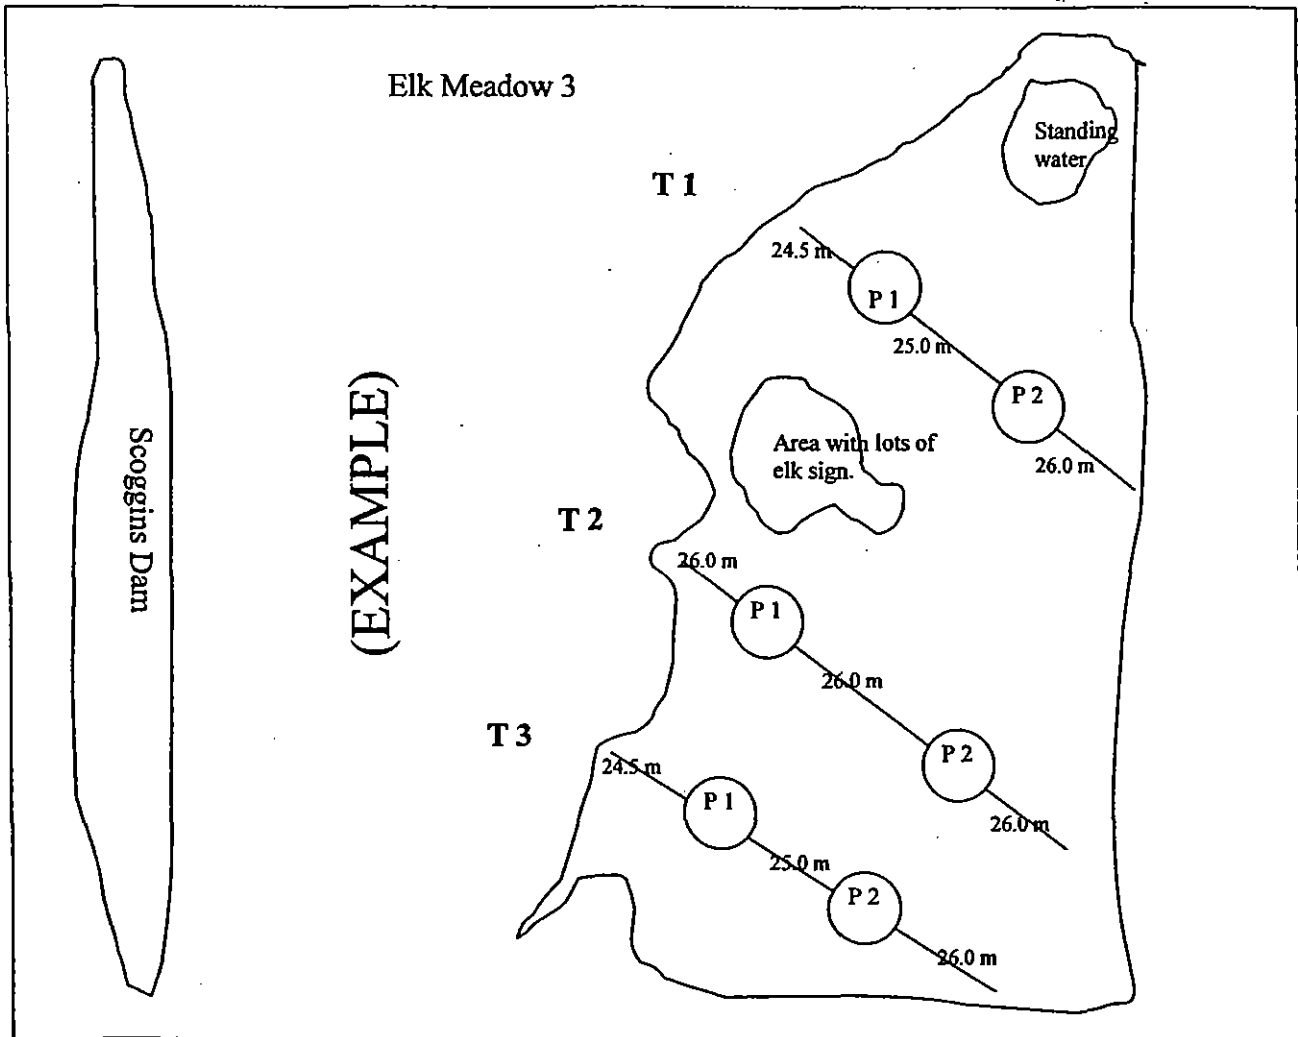 Elk Meadow 3
Standing
water
T 1
24.5 m
P 1
25.0 m
P 2
26.0 m
(EXAMPLE)
Scoggins Dam
Area with lots of
elk sign.
T 2
26.0 m
P 1
26.0 m
P 2
26.0 m
T 3
24.5 m
P 1
25.0 m
P 2
26.0 m